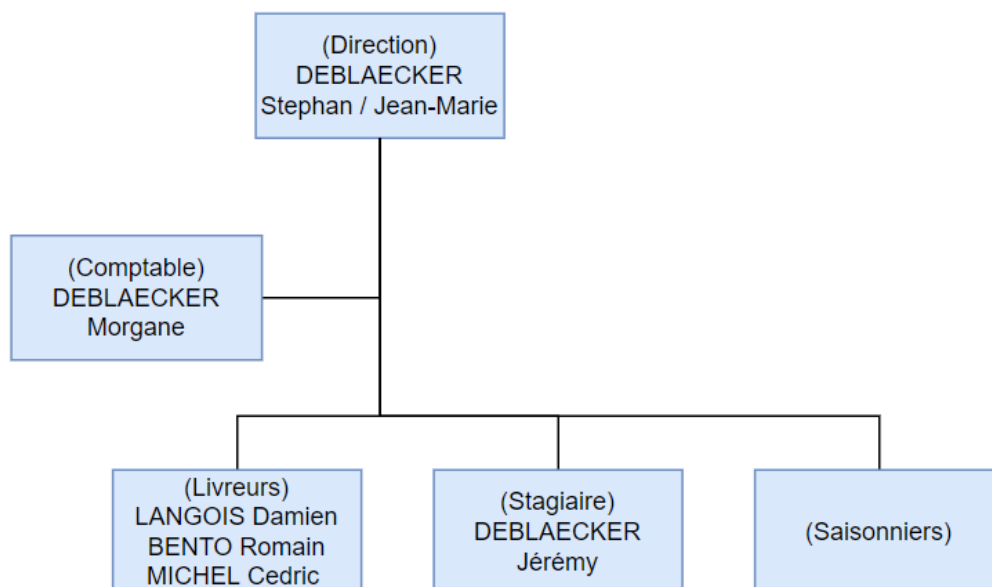 (Direction)
DEBLAECKER
Stephan / Jean-Marie
(Comptable)
DEBLAECKER
Morgane
(Livreurs)
LANGOIS Damien
BENTO Romain
MICHEL Cedric
(Stagiaire)
DEBLAECKER
Jérémy
(Saisonniers)